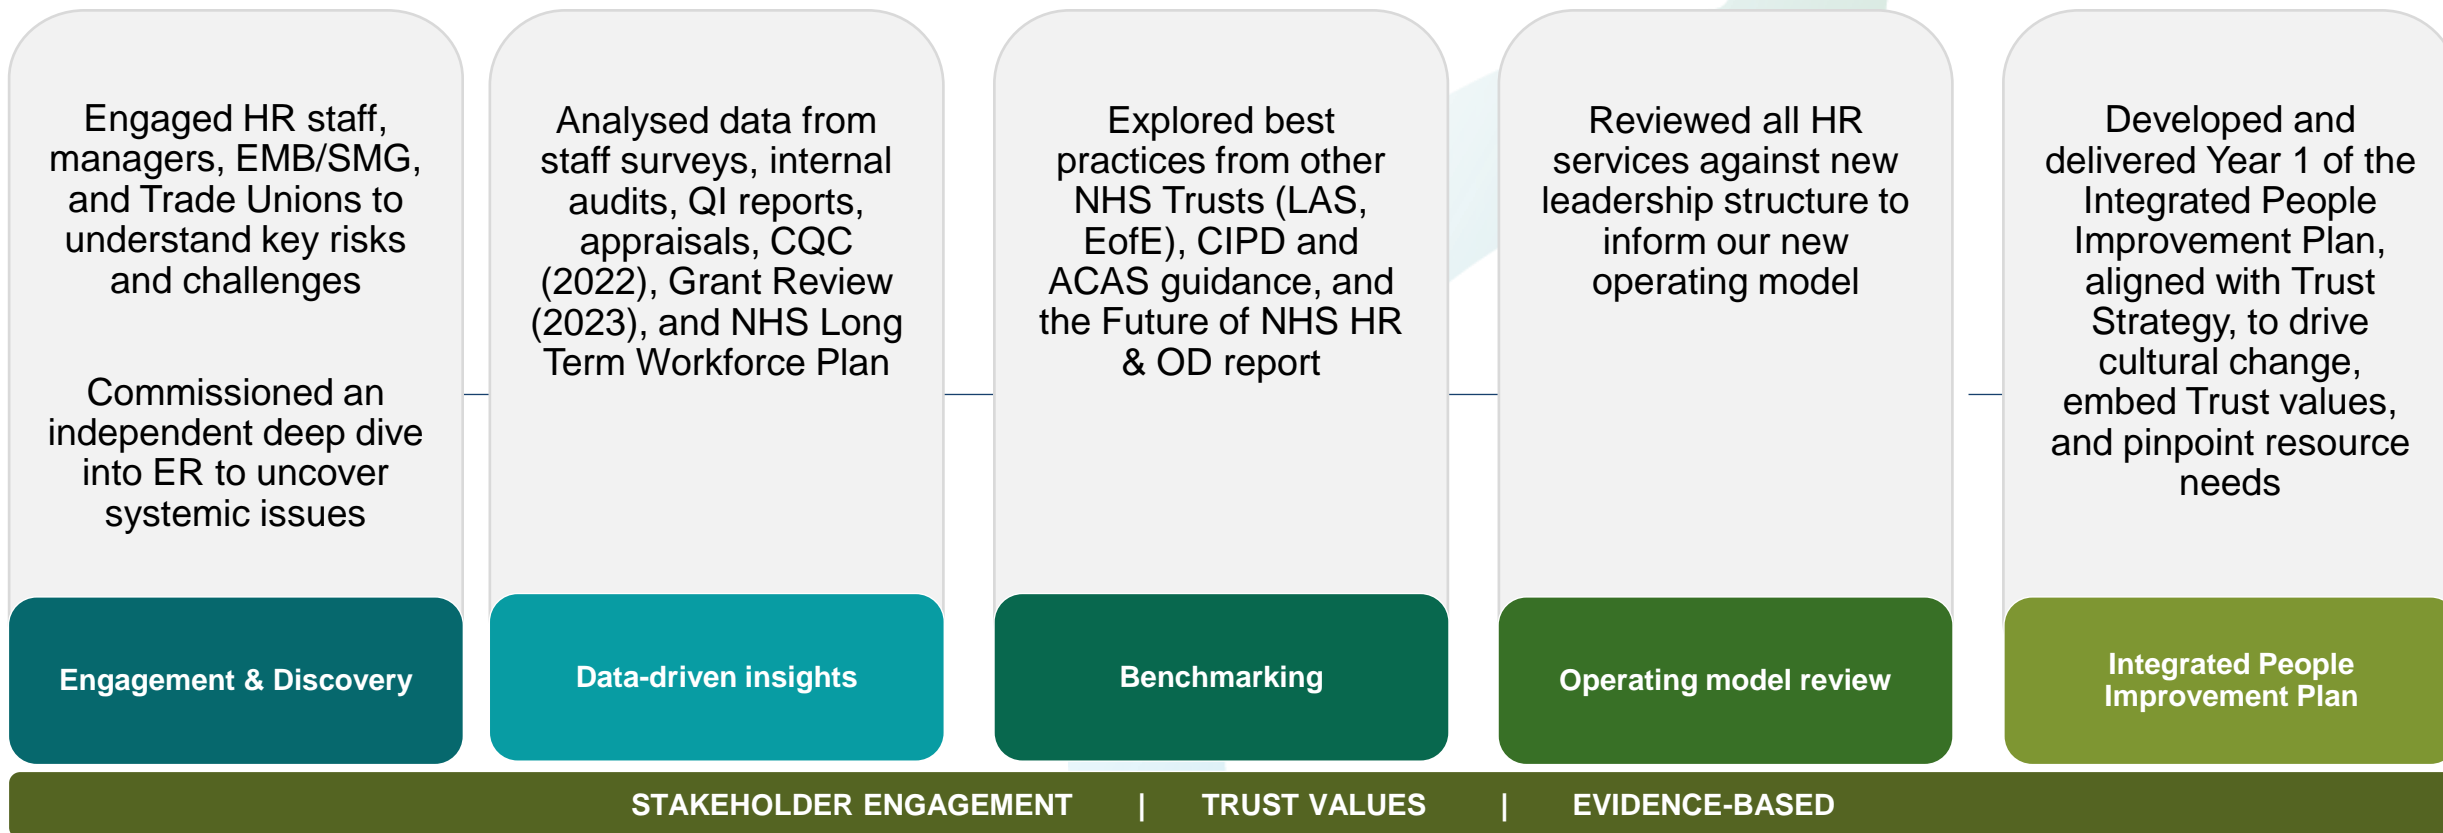 Engaged HR staff,
managers, EMB/SMG,
and Trade Unions to
understand key risks
and challenges
Commissioned an
independent deep dive
into ER to uncover
systemic issues
Engagement & Discovery
Analysed data from
staff surveys, internal
audits, QI reports,
appraisals, CQC
(2022), Grant Review
(2023), and NHS Long
Term Workforce Plan
Data-driven insights
Explored best
practices from other
NHS Trusts (LAS,
EofE), CIPD and
ACAS guidance, and
the Future of NHS HR
& OD report
Benchmarking
Reviewed all HR
services against new
leadership structure to
inform our new
operating model
Operating model review
Developed and
delivered Year 1 of the
Integrated People
Improvement Plan,
aligned with Trust
Strategy, to drive
cultural change,
embed Trust values,
and pinpoint resource
needs
Integrated People
Improvement Plan
STAKEHOLDER ENGAGEMENT | TRUST VALUES | EVIDENCE-BASED